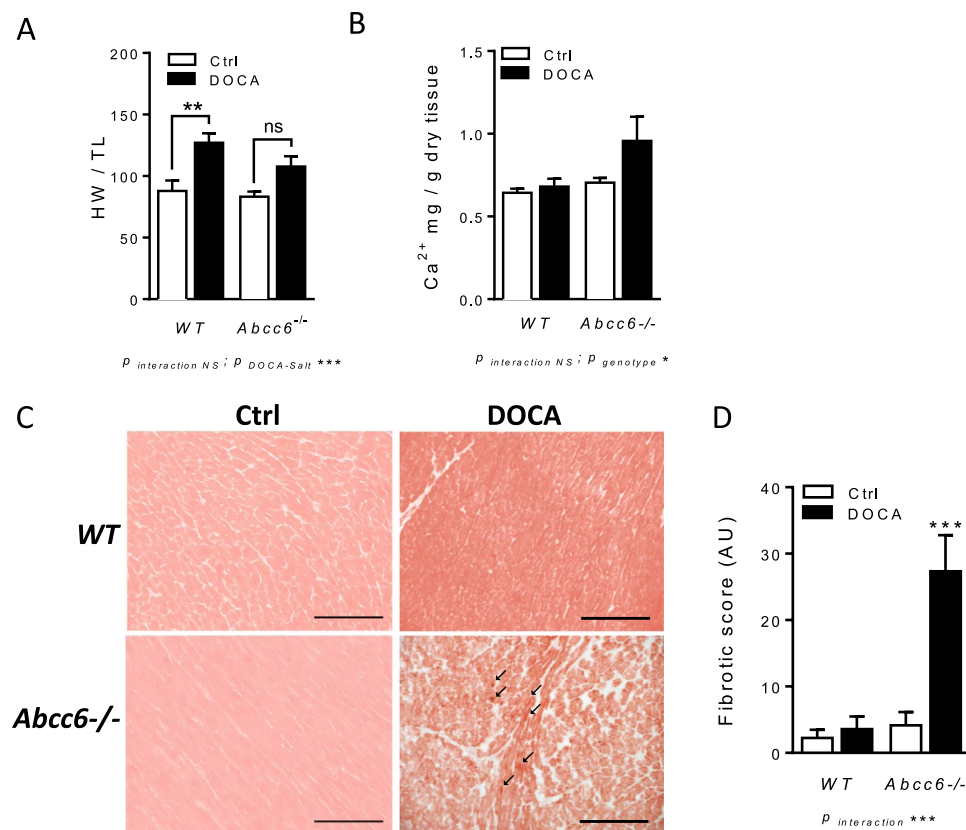 A
200
150
100
50
0
HW / TL
Ctrl
DOCA
**
ns
WT
Abcc6-/-
p interaction NS ; p DOCA-Salt ***
B
1.5
1.0
0.5
0.0
Ca2+ mg / g dry tissue
Ctrl
DOCA
WT
Abcc6-/-
p interaction NS ; p genotype *
C
Ctrl
DOCA
WT
Abcc6-/-
D
40
30
20
10
0
Fibrotic score (AU)
Ctrl
DOCA
***
WT
Abcc6-/-
p interaction ***